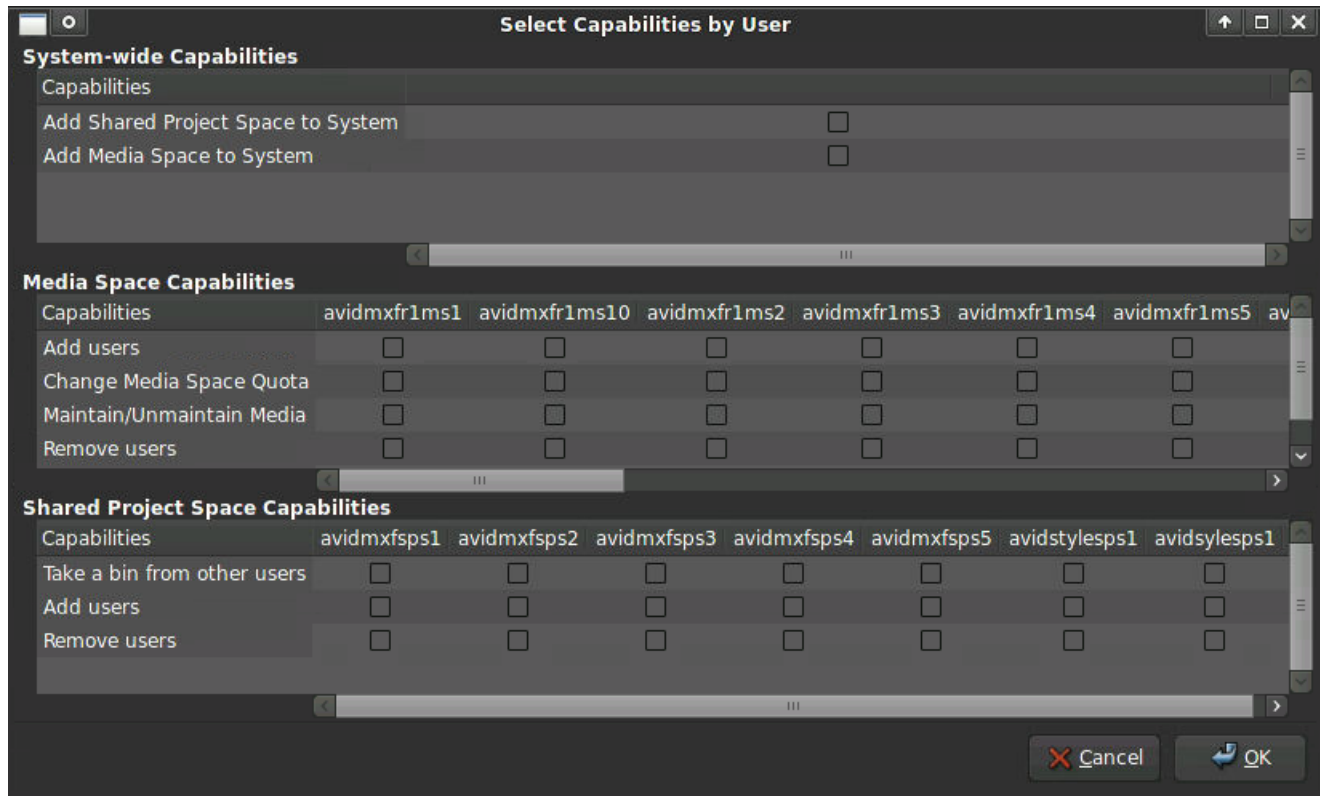 Select Capabilities by User
System-wide Capabilities
Capabilities
Add Shared Project Space to System
Add Media Space to System
Media Space Capabilities
Capabilities avidmxfr1ms1 avidmxfr1ms10 avidmxfr1ms2 avidmxfr1ms3 avidmxfr1ms4 avidmxfr1ms5 av
Add users
Change Media Space Quota
Maintain/Unmaintain Media
Remove users
Shared Project Space Capabilities
Capabilities avidmxfsps1 avidmxfsps2 avidmxfsps3 avidmxfsps4 avidmxfsps5 avidstylesps1 avidsylesps1
Take a bin from other users
Add users
Remove users
Cancel OK